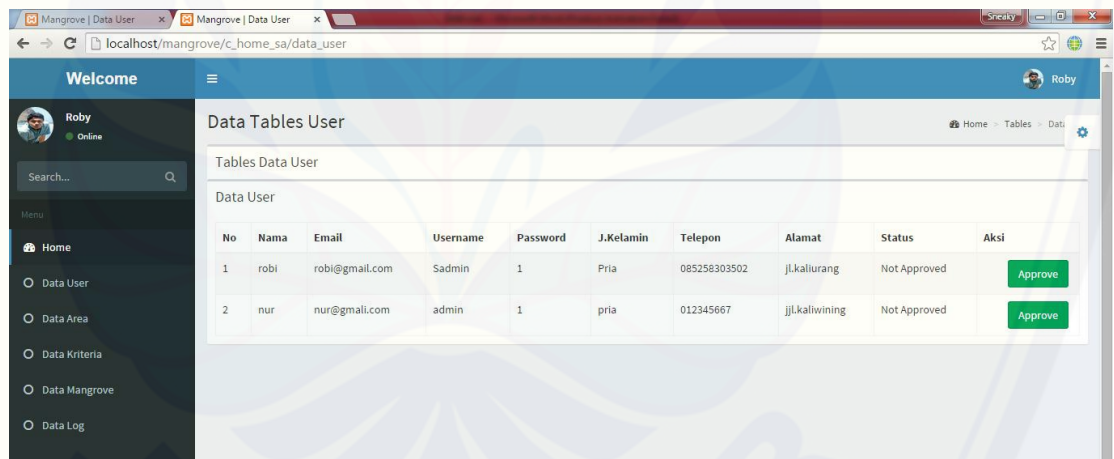 Mangrove | Data User
Mangrove | Data User
Sneaky
localhost/mangrove/c_home_sa/data_user
Welcome
Roby
Roby
Online
Search...
Menu
Home
Data User
Data Area
Data Kriteria
Data Mangrove
Data Log
Data Tables User
Home > Tables > Data
Tables Data User
Data User
No Nama Email Username Password J.Kelamin Telepon Alamat Status Aksi
1 robi robi@gmail.com Sadmin 1 Pria 085258303502 jl.kaliurang Not Approved Approve
2 nur nur@gmali.com admin 1 pria 012345667 jjl.kaliwining Not Approved Approve